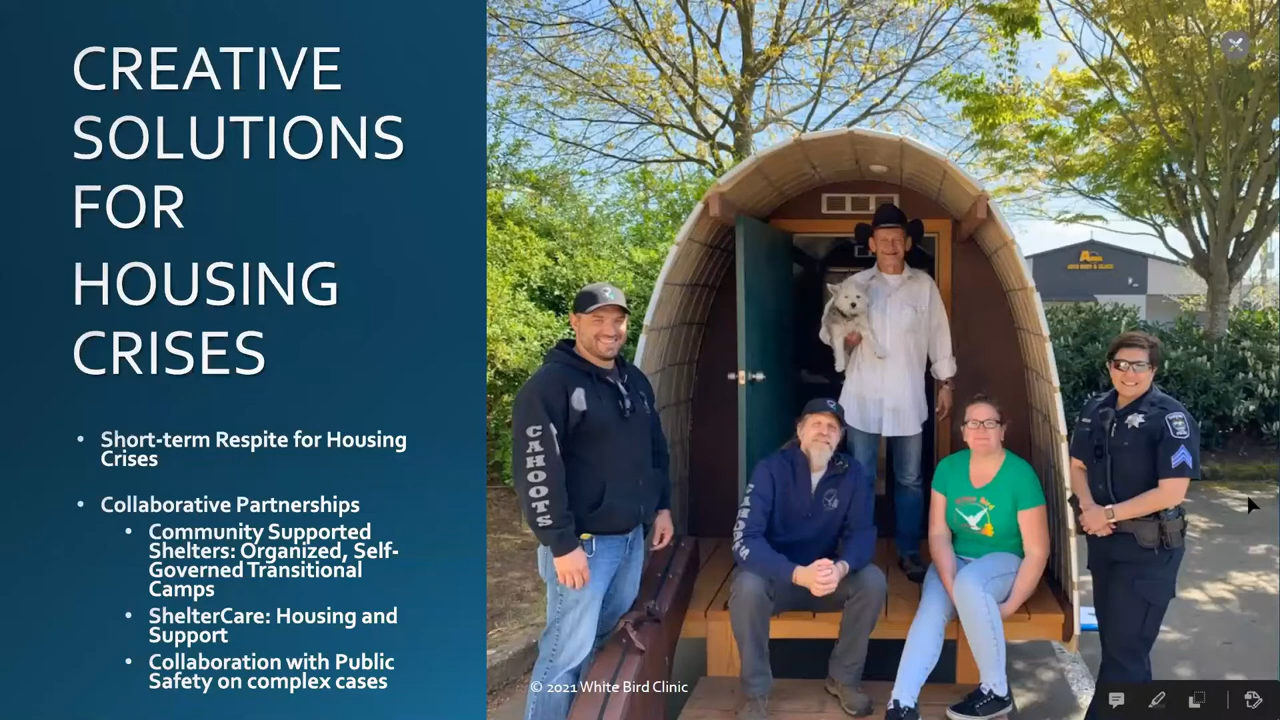 CREATIVE
SOLUTIONS
FOR
HOUSING
CRISES
• Short-term Respite for Housing
Crises
• Collaborative Partnerships
• Community Supported
Shelters: Organized, Self-
Governed Transitional
Camps
• ShelterCare: Housing and
Support
• Collaboration with Public
Safety on complex cases
CAHOOTS
CAHOOTS
© 2021 White Bird Clinic